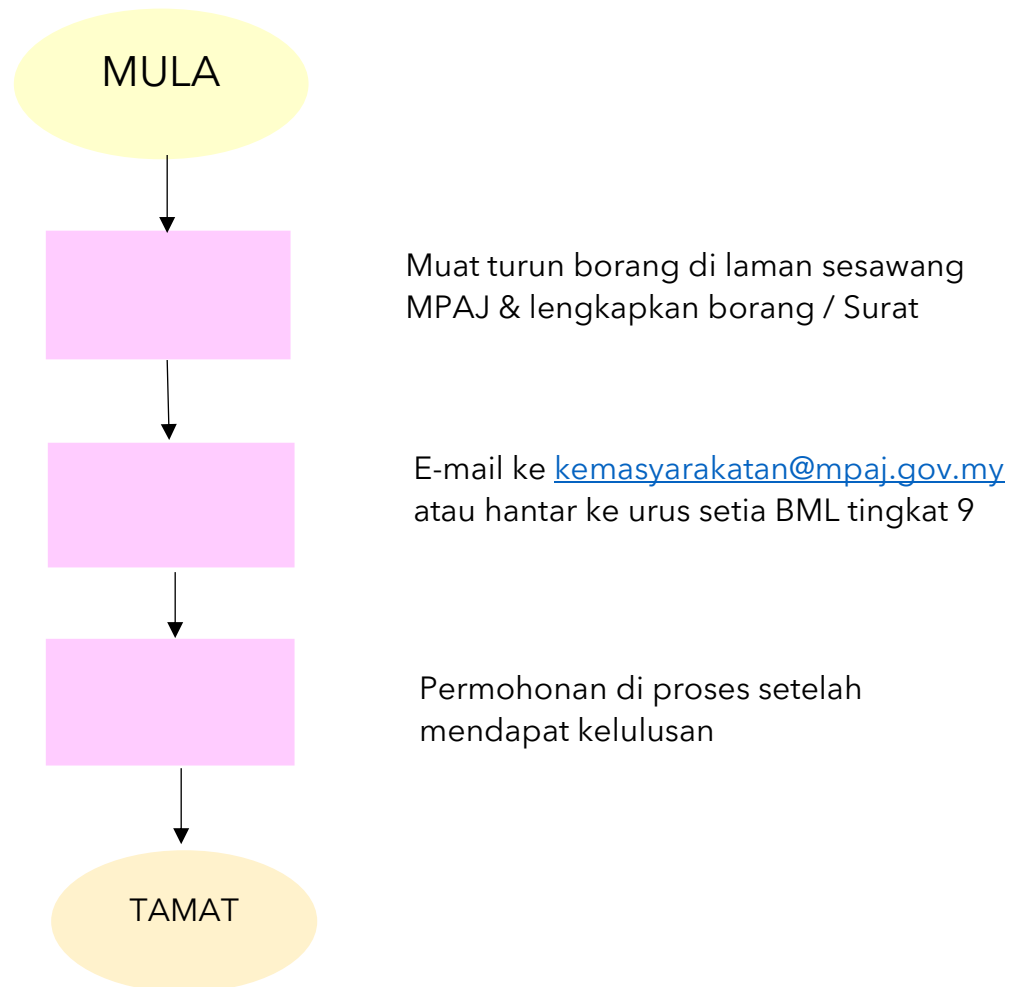 MULA
Muat turun borang di laman sesawang
MPAJ & lengkapkan borang / Surat
E-mail ke kemasyarakatan@mpaj.gov.my
atau hantar ke urus setia BML tingkat 9
Permohonan di proses setelah
mendapat kelulusan
TAMAT